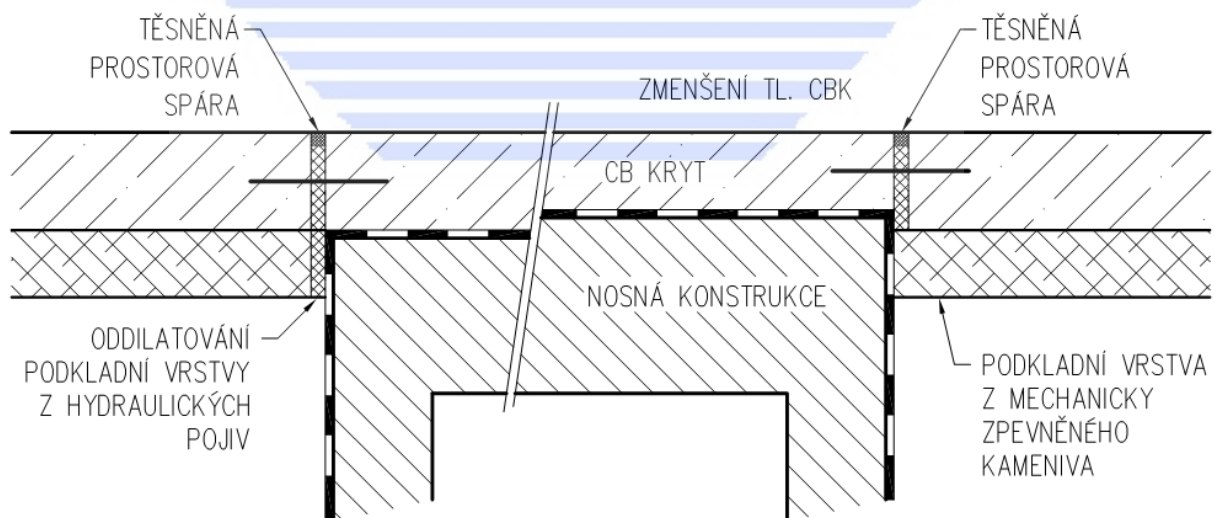 TĚSNĚNÁ
PROSTOROVÁ
SPÁRA
TĚSNĚNÁ
PROSTOROVÁ
SPÁRA
ZMENŠENÍ TL. CBK
CB KRYT
NOSNÁ KONSTRUKCE
ODDILATOVÁNÍ
PODKLADNÍ VRSTVY
Z HYDRAULICKÝCH
POJIV
PODKLADNÍ VRSTVA
Z MECHANICKY
ZPEVNĚNÉHO
KAMENIVA